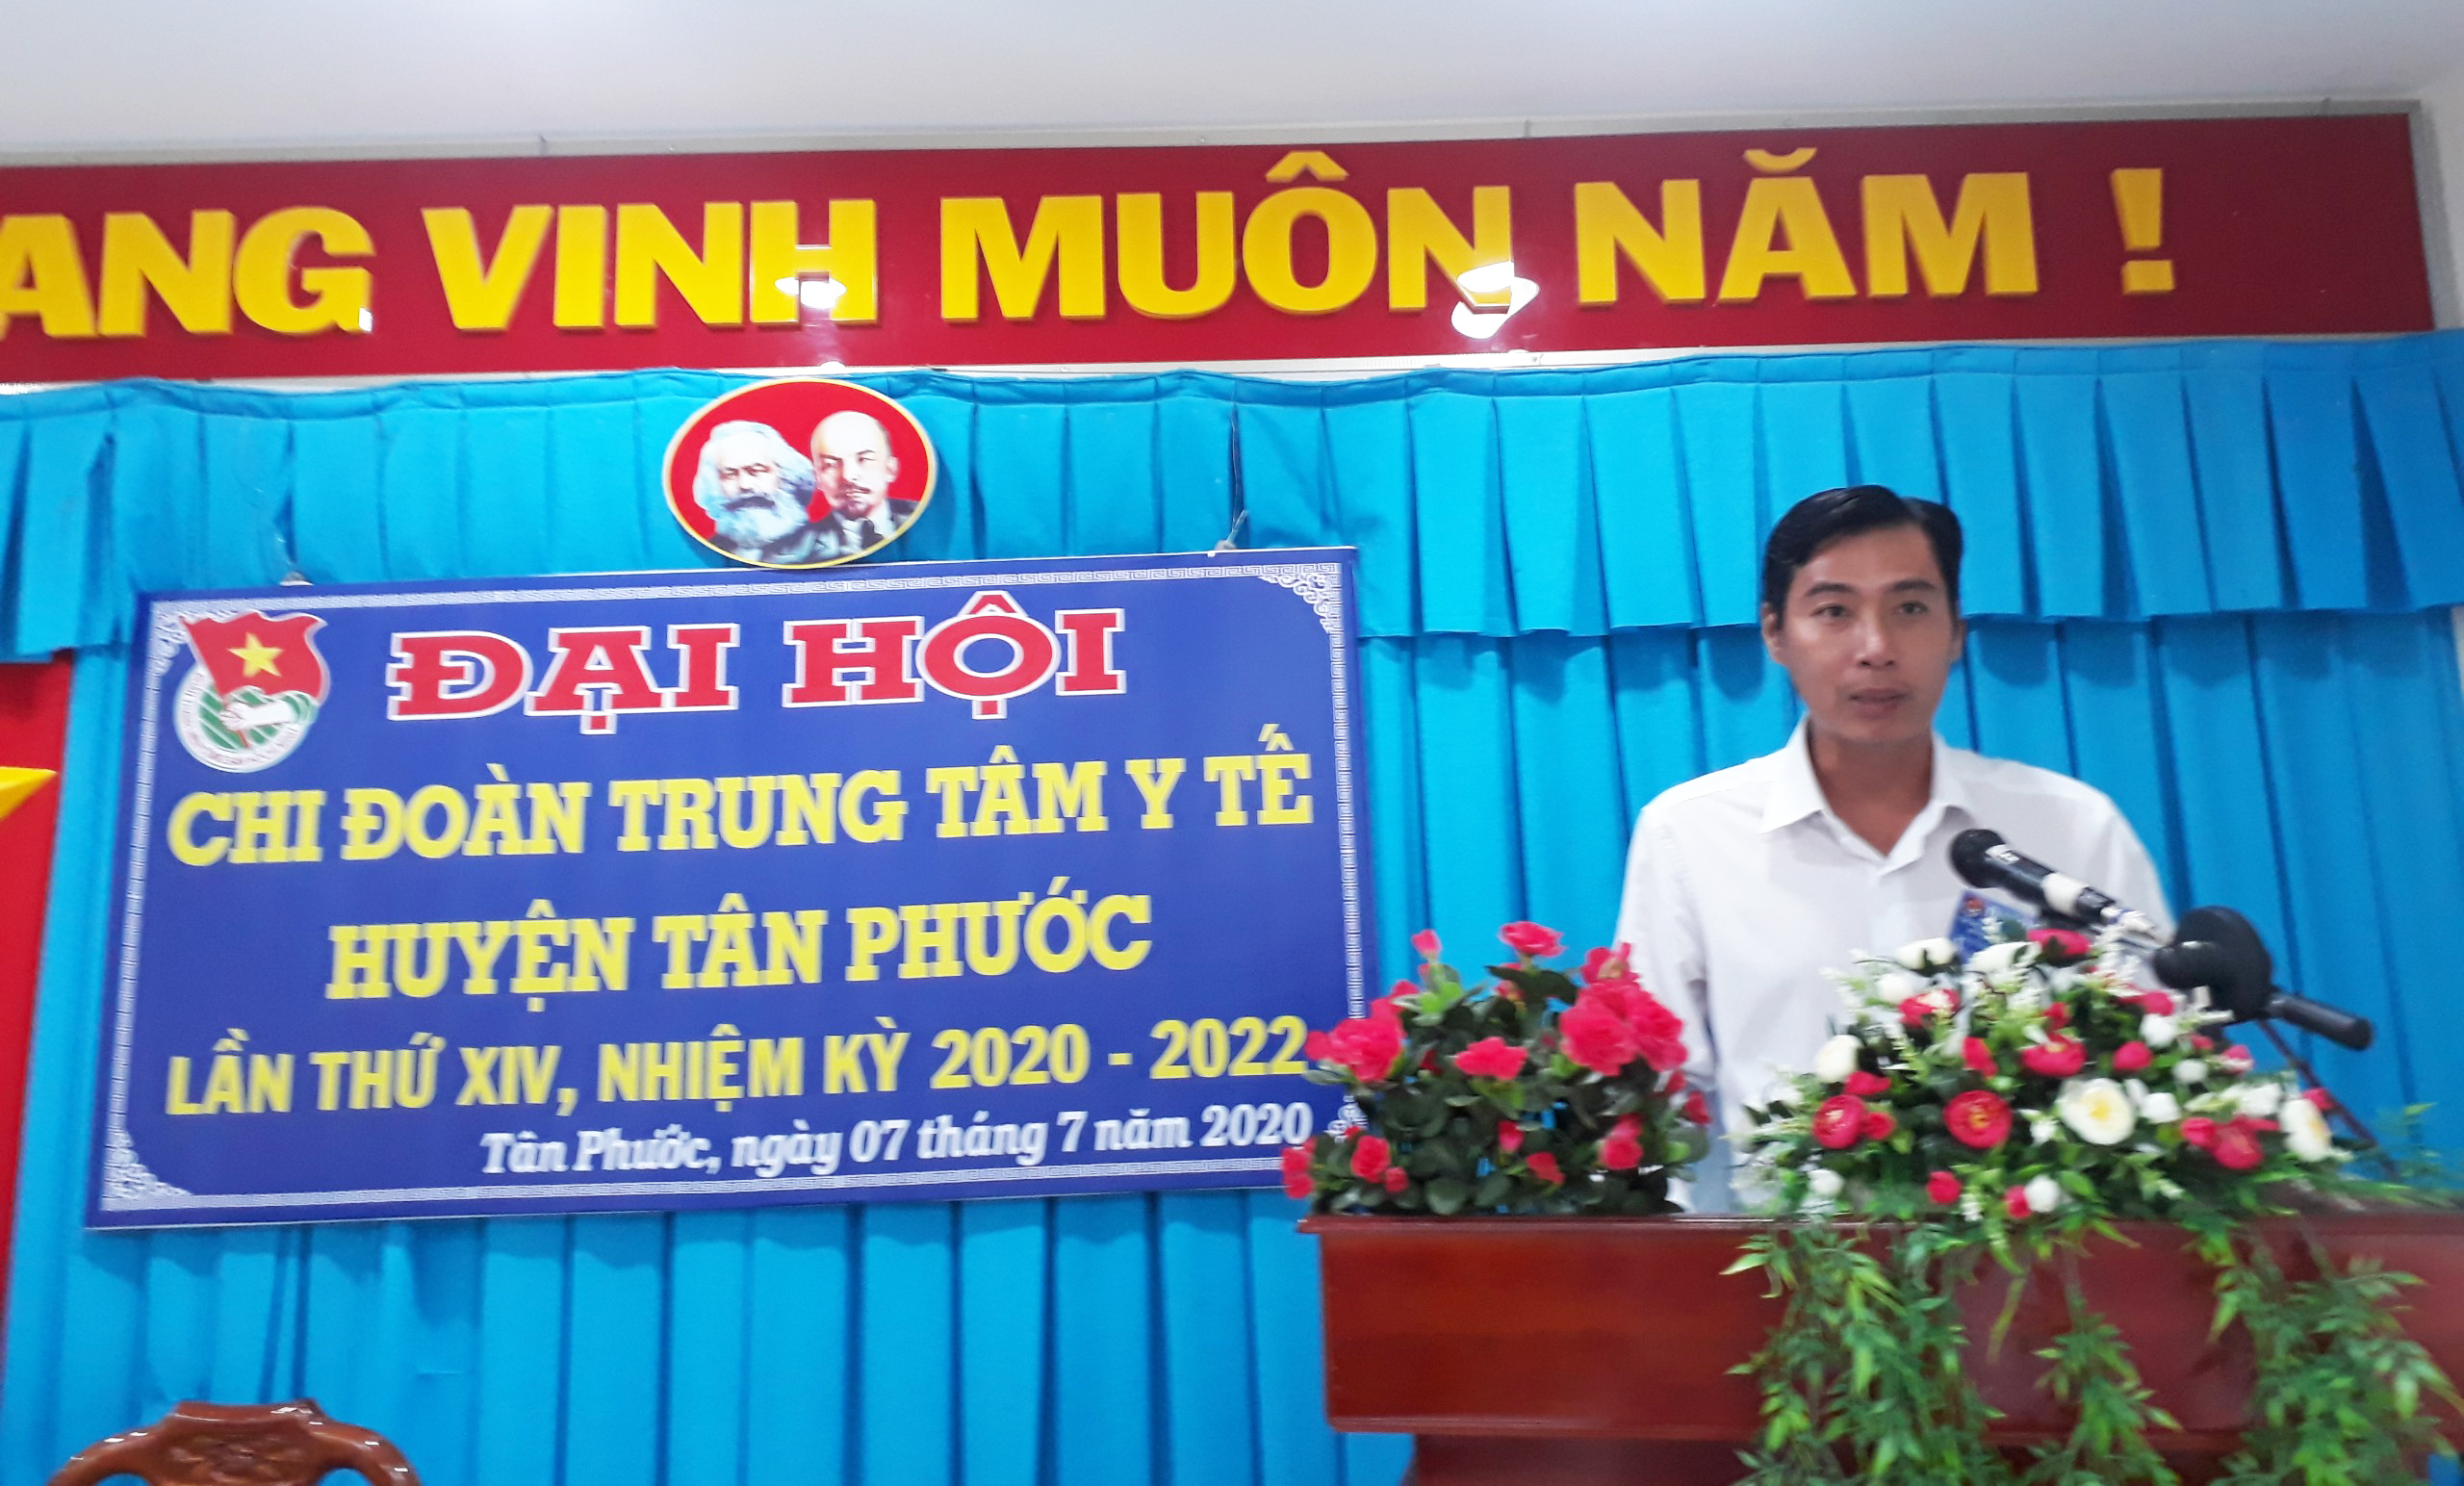 ANG VINH MUÔN NĂM !
ĐẠI HỘI
CHI ĐOÀN TRUNG TÂM Y TẾ
HUYỆN TÂN PHƯỚC
LẦN THỨ XIV, NHIỆM KỲ 2020 - 2022
Tân Phước, ngày 07 tháng 7 năm 2020